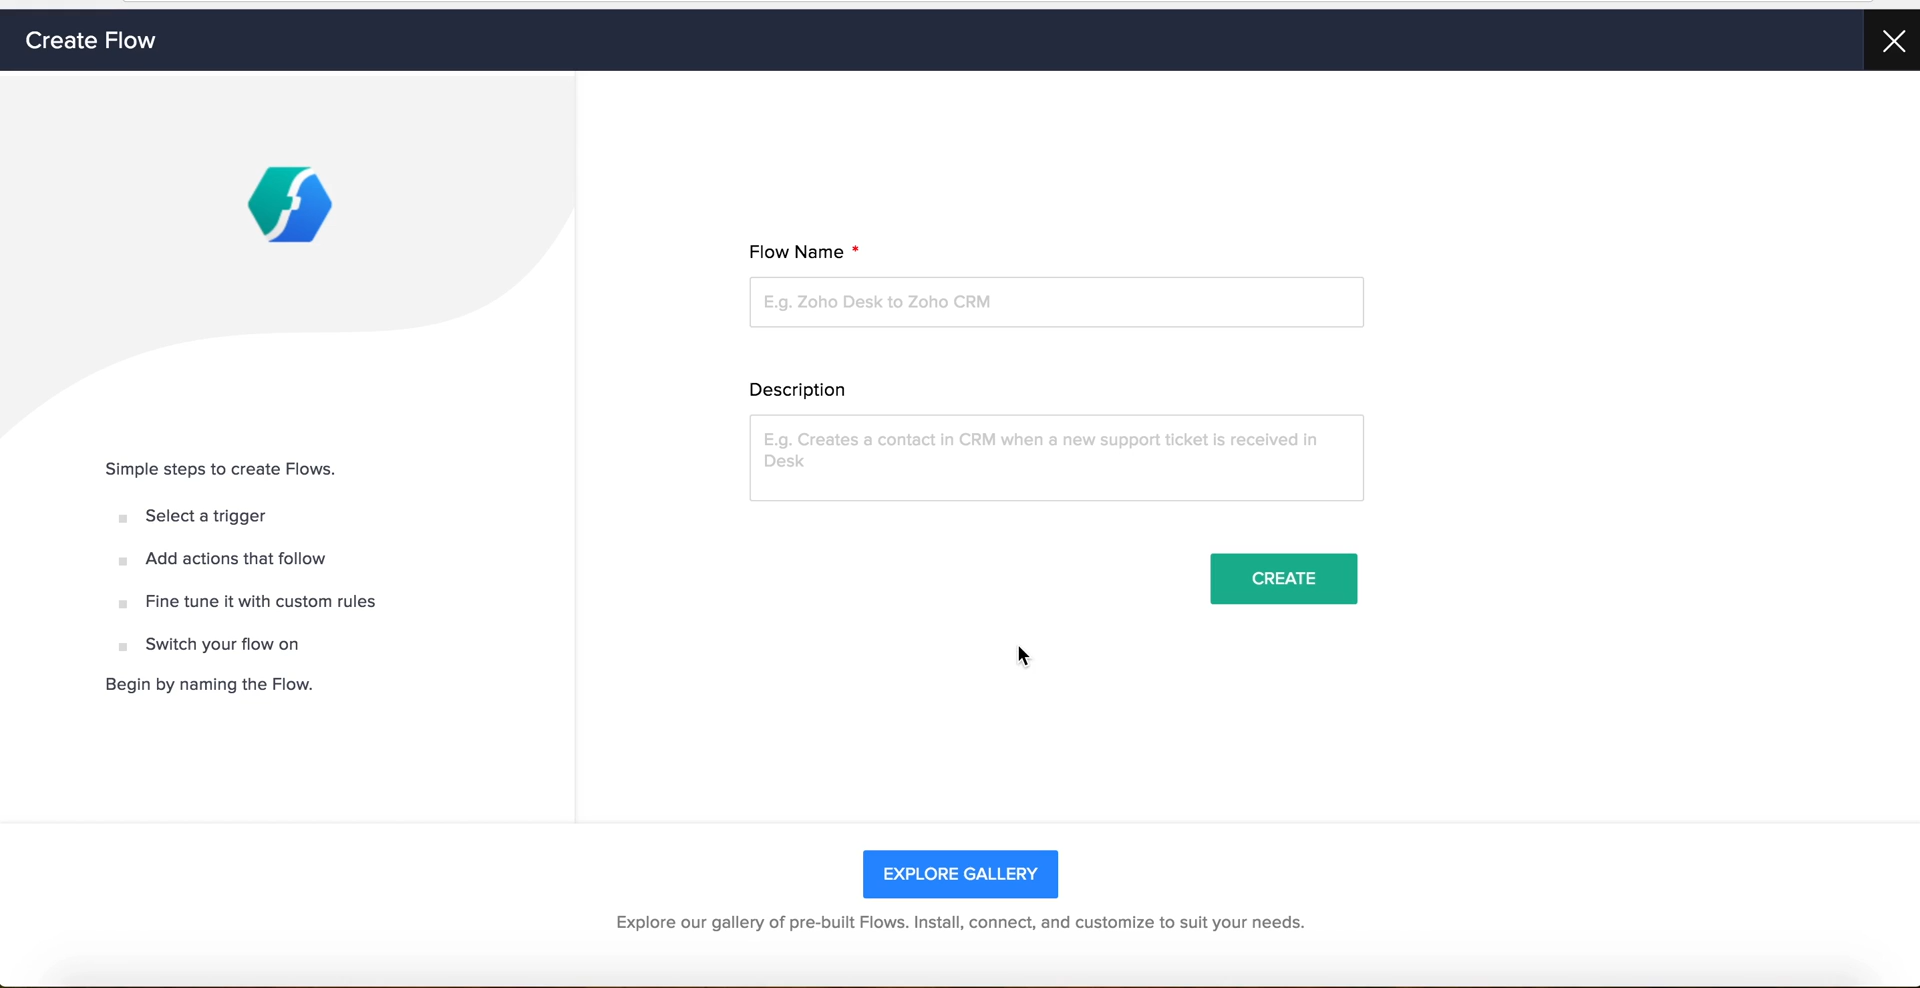 Create Flow
Flow Name *
E.g. Zoho Desk to Zoho CRM
Description
E.g. Creates a contact in CRM when a new support ticket is received in
Desk
CREATE
Simple steps to create Flows.
Select a trigger
Add actions that follow
Fine tune it with custom rules
Switch your flow on
Begin by naming the Flow.
EXPLORE GALLERY
Explore our gallery of pre-built Flows. Install, connect, and customize to suit your needs.